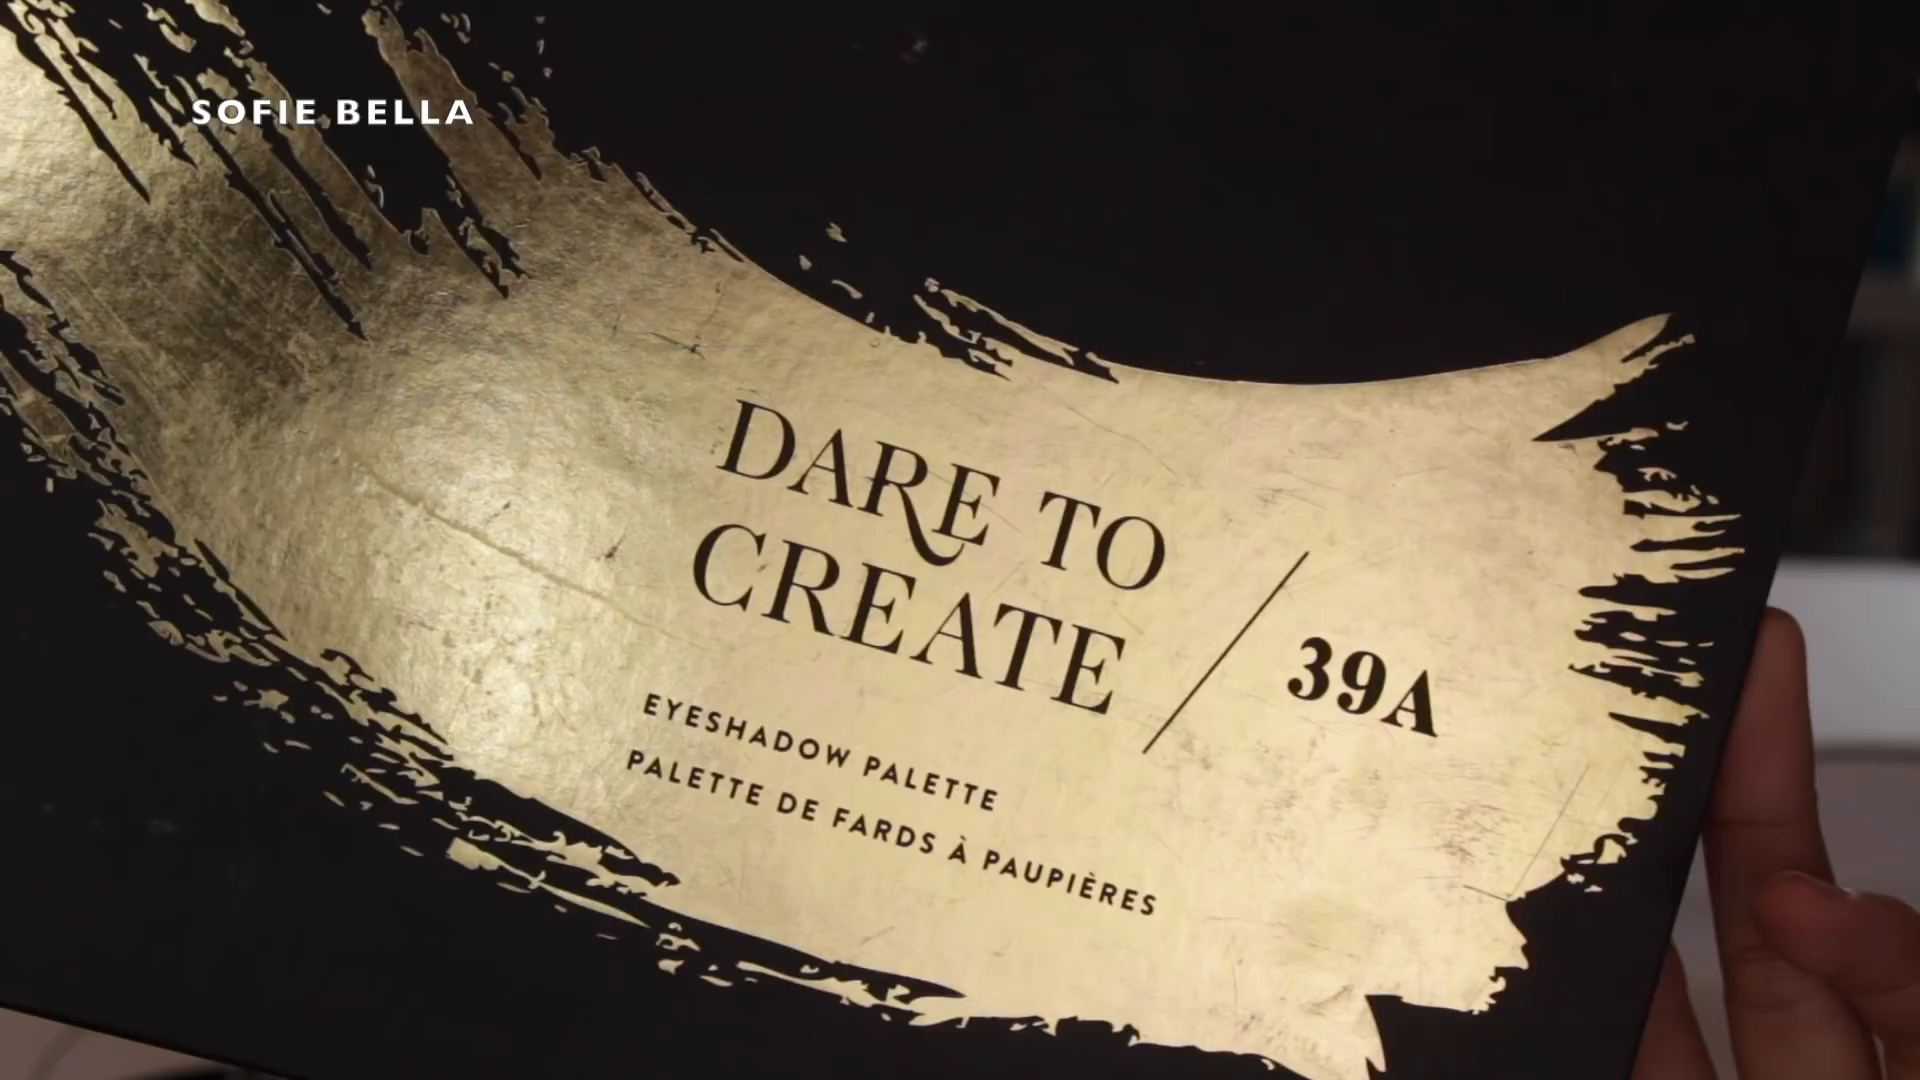 SOFIE BELLA
DARE TO
CREATE
39A
EYESHADOW PALETTE
PALETTE DE FARDS À PAUPIÈRES